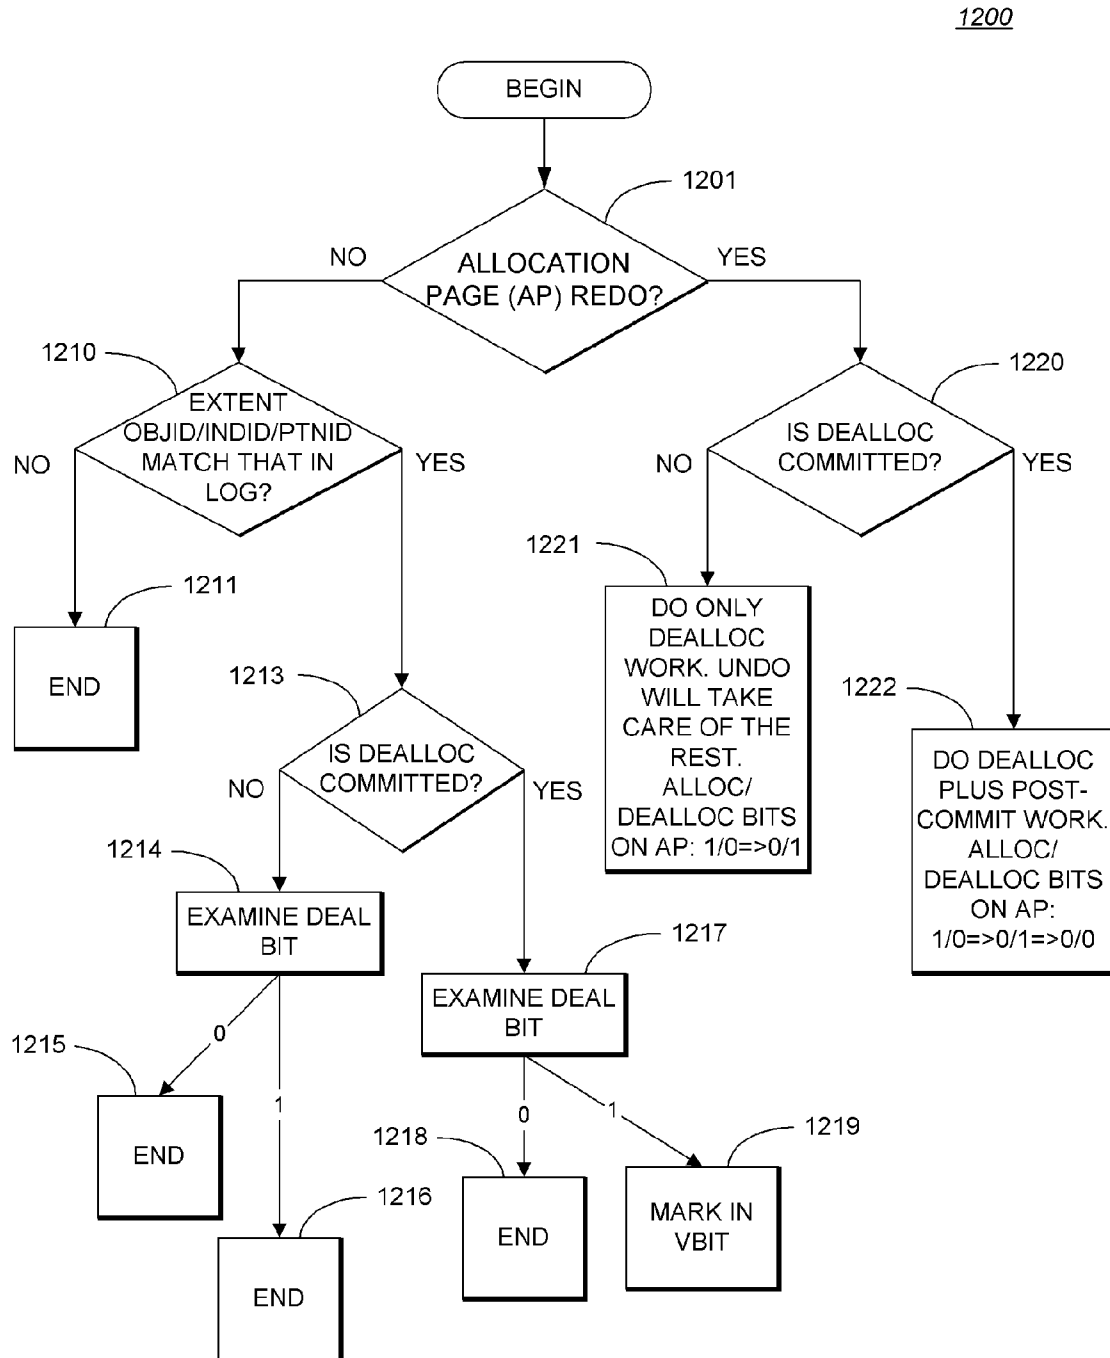 1200
BEGIN
1201
ALLOCATION
PAGE (AP) REDO?
NO
YES
1210
EXTENT
OBJID/INDID/PTNID
MATCH THAT IN
LOG?
NO
YES
1220
IS DEALLOC
COMMITTED?
NO
YES
1211
END
1221
DO ONLY
DEALLOC
WORK. UNDO
WILL TAKE
CARE OF THE
REST.
ALLOC/
DEALLOC BITS
ON AP: 1/0=>0/1
1222
DO DEALLOC
PLUS POST-
COMMIT WORK.
ALLOC/
DEALLOC BITS
ON AP:
1/0=>0/1=>0/0
1213
IS DEALLOC
COMMITTED?
NO
YES
1214
EXAMINE DEAL
BIT
1217
EXAMINE DEAL
BIT
0
1
1215
END
1216
END
0
1
1218
END
1219
MARK IN
VBIT